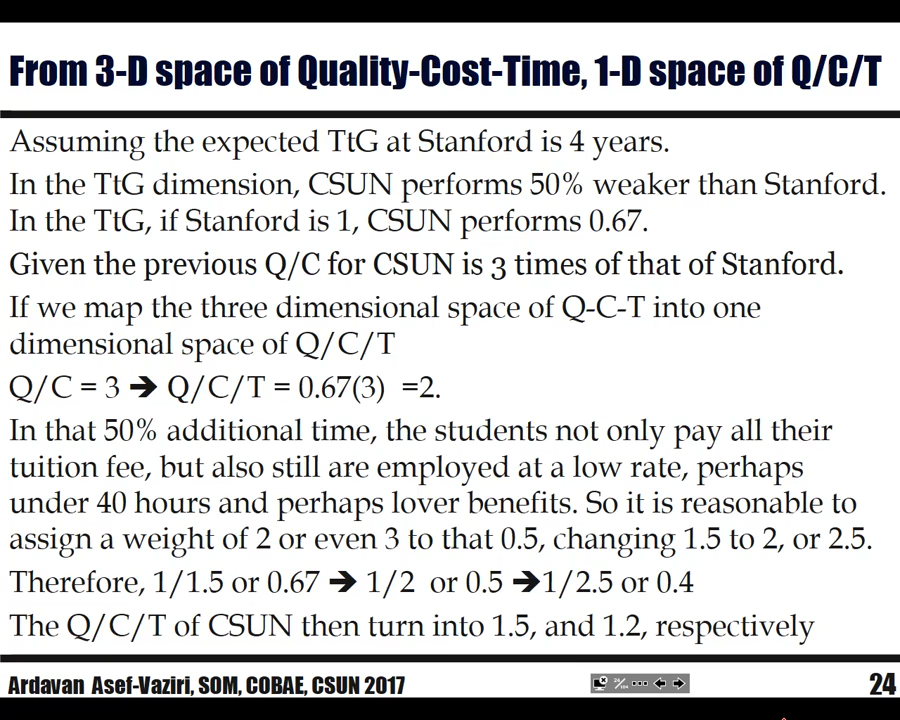 From 3-D space of Quality-Cost-Time, 1-D space of Q/C/T
Assuming the expected TtG at Stanford is 4 years.
In the TtG dimension, CSUN performs 50% weaker than Stanford.
In the TtG, if Stanford is 1, CSUN performs 0.67.
Given the previous Q/C for CSUN is 3 times of that of Stanford.
If we map the three dimensional space of Q-C-T into one
dimensional space of Q/C/T
Q/C = 3 ➔ Q/C/T = 0.67(3) =2.
In that 50% additional time, the students not only pay all their
tuition fee, but also still are employed at a low rate, perhaps
under 40 hours and perhaps lover benefits. So it is reasonable to
assign a weight of 2 or even 3 to that 0.5, changing 1.5 to 2, or 2.5.
Therefore, 1/1.5 or 0.67 ➔ 1/2 or 0.5 ➔1/2.5 or 0.4
The Q/C/T of CSUN then turn into 1.5, and 1.2, respectively
Ardavan Asef-Vaziri, SOM, COBAE, CSUN 2017
24